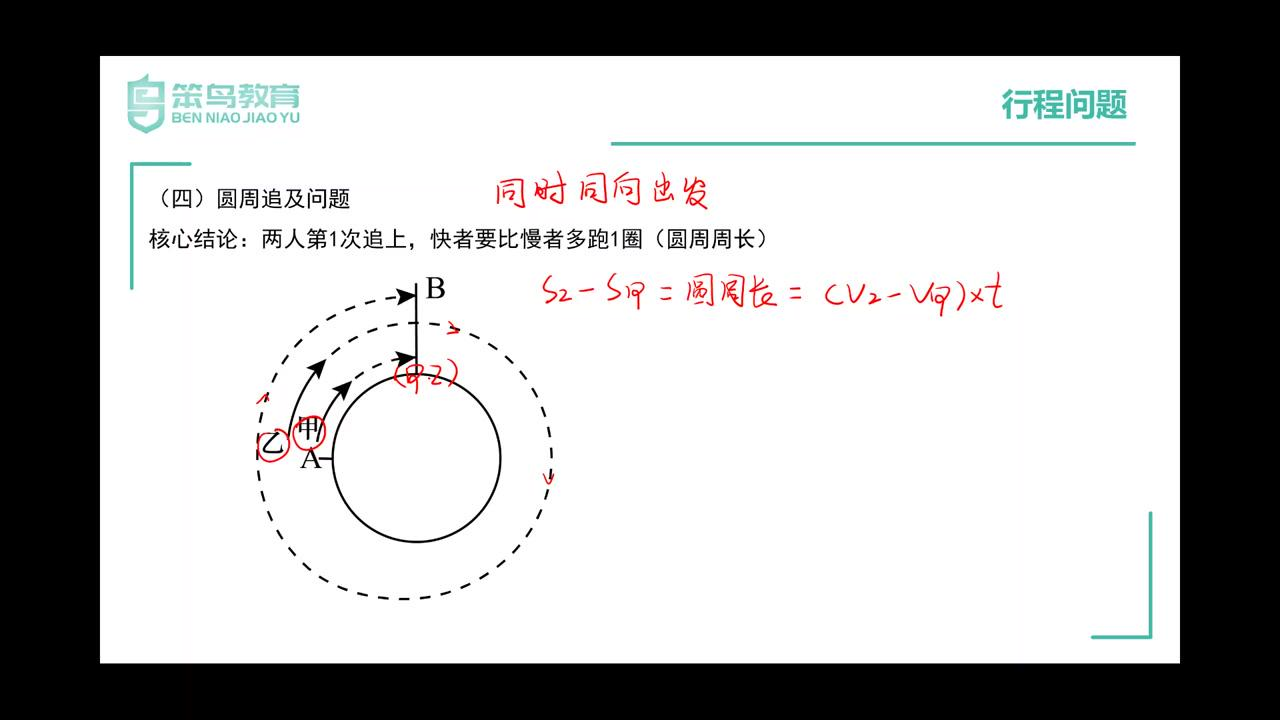 笨鸟教育
BEN NIAO JIAO YU
行程问题
（四）圆周追及问题
同时同向出发
核心结论：两人第1次追上，快者要比慢者多跑1圈（圆周周长）
S乙－S甲＝圆周长＝（V乙－V甲）×t
B
（甲.乙）
乙
甲
A